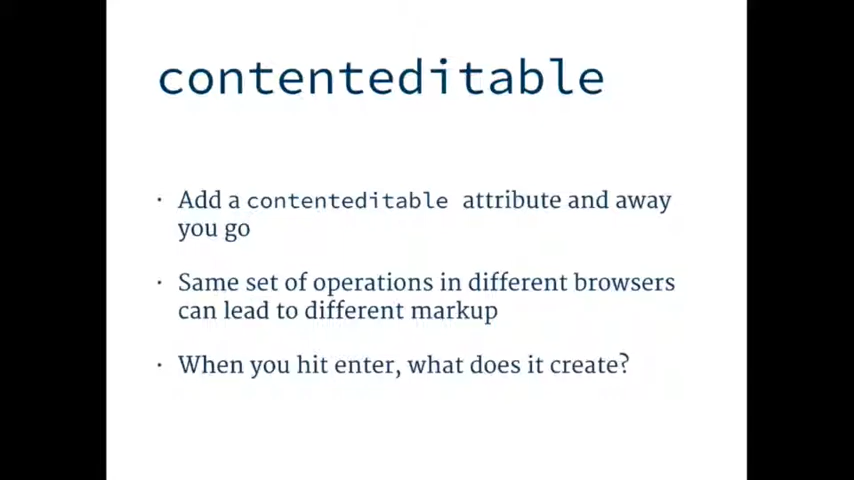 contenteditable
· Add a contenteditable attribute and away
you go
· Same set of operations in different browsers
can lead to different markup
· When you hit enter, what does it create?